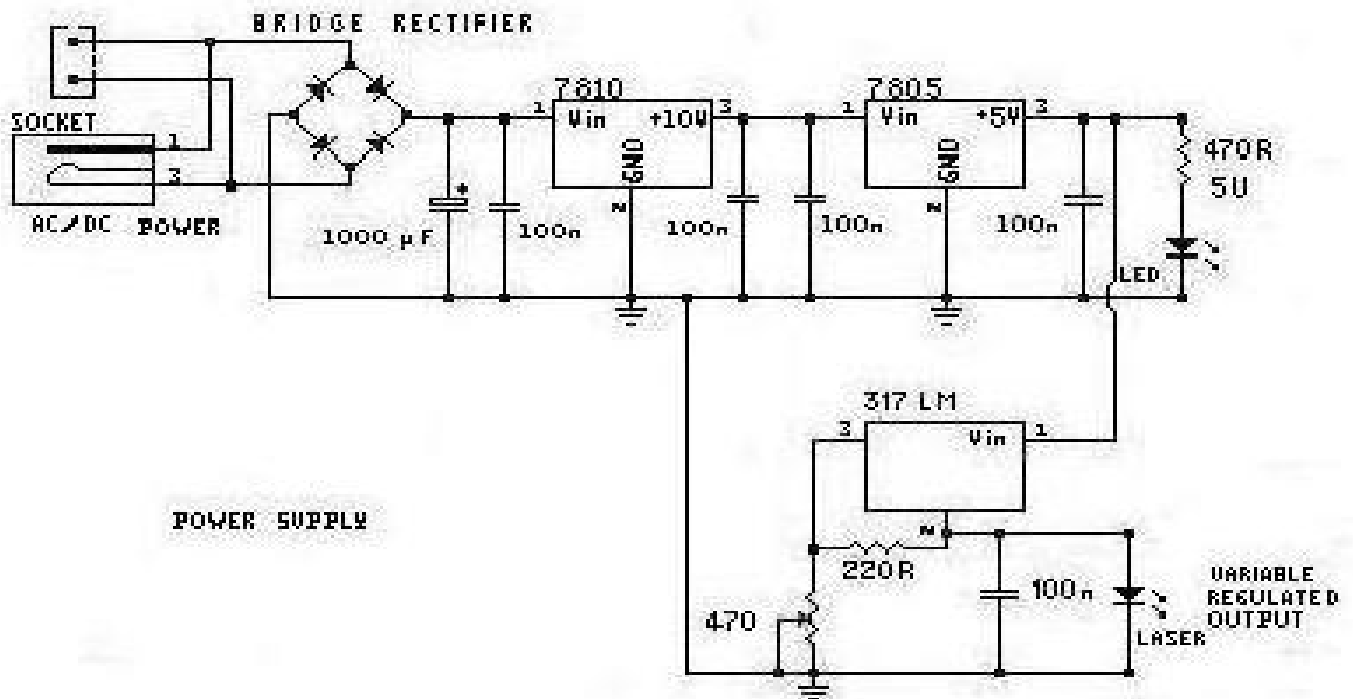 BRIDGE RECTIFIER
SOCKET
1
2
AC/DC POWER
1000 µF
100n
7810
1
Vin
+10V
3
GND
2
100n
100n
7805
1
Vin
+5V
3
GND
2
100n
470R
5V
LED
317 LM
3
Vin
1
2
220R
470
100n
LASER
VARIABLE
REGULATED
OUTPUT
POWER SUPPLY